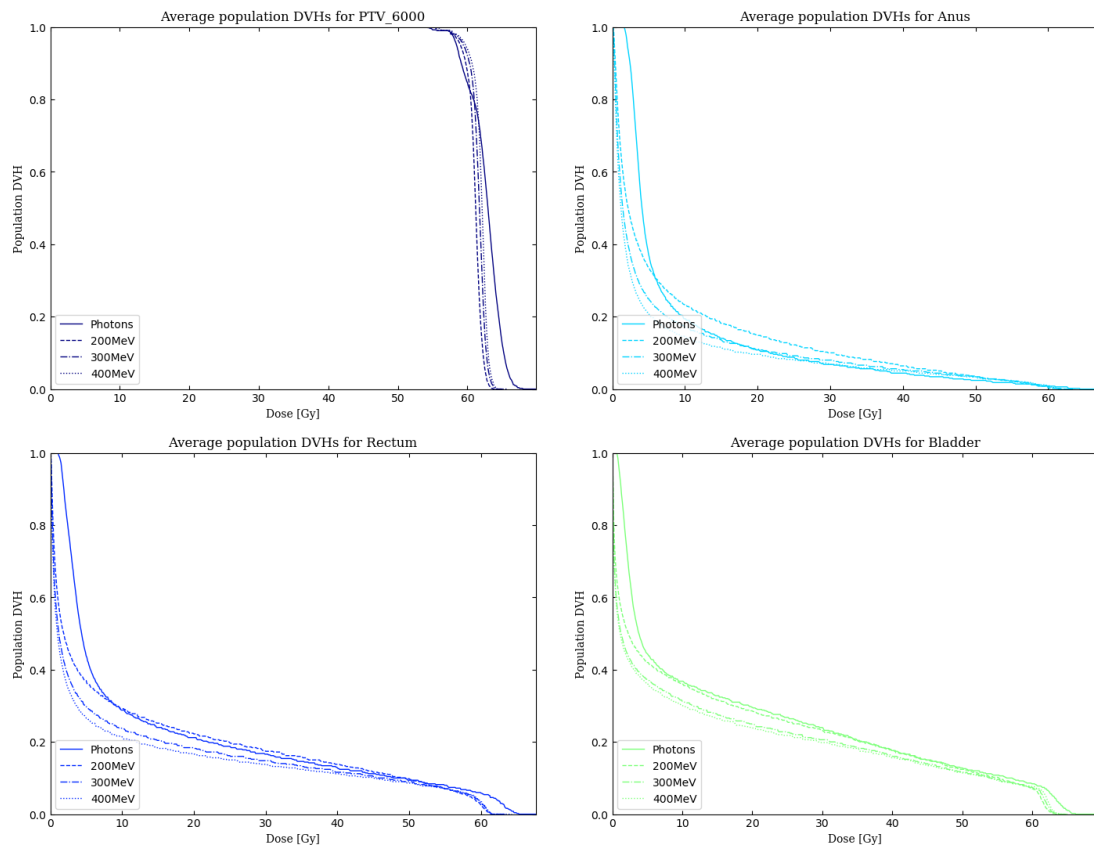 Average population DVHs for PTV_6000
1.0
0.8
0.6
0.4
0.2
0.0
Population DVH
Photons
200MeV
300MeV
400MeV
0 10 20 30 40 50 60
Dose [Gy]
Average population DVHs for Anus
1.0
0.8
0.6
0.4
0.2
0.0
Population DVH
Photons
200MeV
300MeV
400MeV
0 10 20 30 40 50 60
Dose [Gy]
Average population DVHs for Rectum
1.0
0.8
0.6
0.4
0.2
0.0
Population DVH
Photons
200MeV
300MeV
400MeV
0 10 20 30 40 50 60
Dose [Gy]
Average population DVHs for Bladder
1.0
0.8
0.6
0.4
0.2
0.0
Population DVH
Photons
200MeV
300MeV
400MeV
0 10 20 30 40 50 60
Dose [Gy]